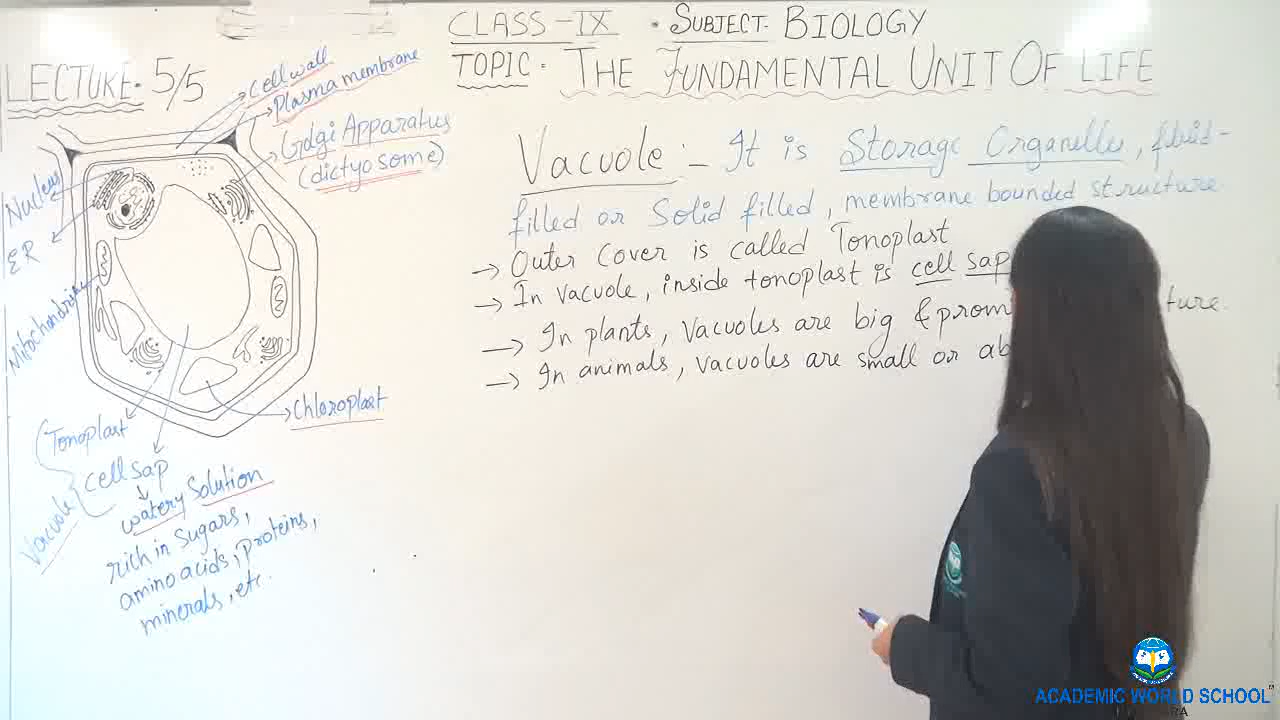 CLASS - IX • SUBJECT. BIOLOGY
LECTURE. 5/5
TOPIC. THE FUNDAMENTAL UNIT OF LIFE
Cell wall
Plasma membrane
Golgi Apparatus
(dictyosome)
Nucleus
ER
Mitochondria
Chloroplast
Tonoplast
cell sap
Vacuole
watery Solution
rich in sugars,
amino acids, proteins,
minerals, etc.
Vacuole :- It is Storage Organelles, fluid-
filled or Solid filled, membrane bounded structure
→ Outer cover is called Tonoplast
→ In vacuole, inside tonoplast is cell sap
→ In plants, vacuoles are big & prom ture.
→ In animals, vacuoles are small or ab
ACADEMIC WORLD SCHOOL